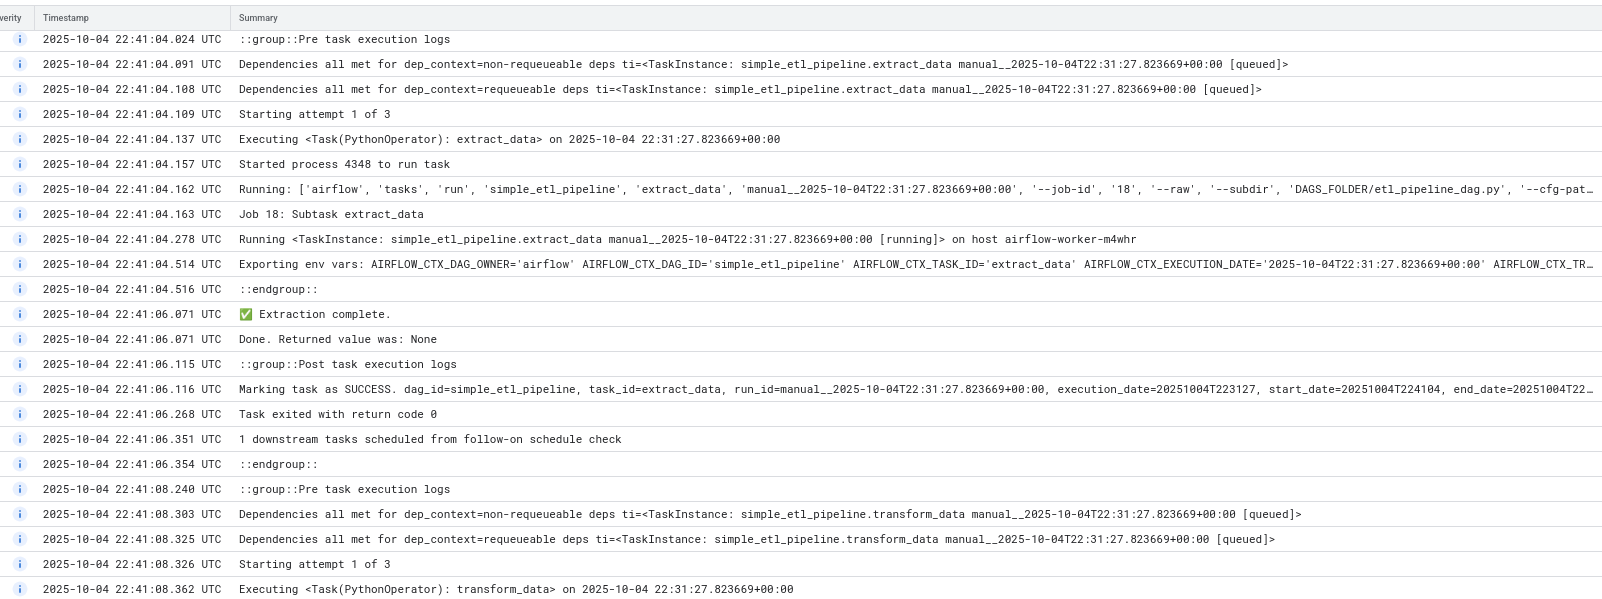 verity Timestamp Summary
2025-10-04 22:41:04.024 UTC ::group::Pre task execution logs
2025-10-04 22:41:04.091 UTC Dependencies all met for dep_context=non-requeueable deps ti=<TaskInstance: simple_etl_pipeline.extract_data manual__2025-10-04T22:31:27.823669+00:00 [queued]>
2025-10-04 22:41:04.108 UTC Dependencies all met for dep_context=requeueable deps ti=<TaskInstance: simple_etl_pipeline.extract_data manual__2025-10-04T22:31:27.823669+00:00 [queued]>
2025-10-04 22:41:04.109 UTC Starting attempt 1 of 3
2025-10-04 22:41:04.137 UTC Executing <Task(PythonOperator): extract_data> on 2025-10-04 22:31:27.823669+00:00
2025-10-04 22:41:04.157 UTC Started process 4348 to run task
2025-10-04 22:41:04.162 UTC Running: ['airflow', 'tasks', 'run', 'simple_etl_pipeline', 'extract_data', 'manual__2025-10-04T22:31:27.823669+00:00', '--job-id', '18', '--raw', '--subdir', 'DAGS_FOLDER/etl_pipeline_dag.py', '--cfg-pat…
2025-10-04 22:41:04.163 UTC Job 18: Subtask extract_data
2025-10-04 22:41:04.278 UTC Running <TaskInstance: simple_etl_pipeline.extract_data manual__2025-10-04T22:31:27.823669+00:00 [running]> on host airflow-worker-m4whr
2025-10-04 22:41:04.514 UTC Exporting env vars: AIRFLOW_CTX_DAG_OWNER='airflow' AIRFLOW_CTX_DAG_ID='simple_etl_pipeline' AIRFLOW_CTX_TASK_ID='extract_data' AIRFLOW_CTX_EXECUTION_DATE='2025-10-04T22:31:27.823669+00:00' AIRFLOW_CTX_TR…
2025-10-04 22:41:04.516 UTC ::endgroup::
2025-10-04 22:41:06.071 UTC ✅ Extraction complete.
2025-10-04 22:41:06.071 UTC Done. Returned value was: None
2025-10-04 22:41:06.115 UTC ::group::Post task execution logs
2025-10-04 22:41:06.116 UTC Marking task as SUCCESS. dag_id=simple_etl_pipeline, task_id=extract_data, run_id=manual__2025-10-04T22:31:27.823669+00:00, execution_date=20251004T223127, start_date=20251004T224104, end_date=20251004T22…
2025-10-04 22:41:06.268 UTC Task exited with return code 0
2025-10-04 22:41:06.351 UTC 1 downstream tasks scheduled from follow-on schedule check
2025-10-04 22:41:06.354 UTC ::endgroup::
2025-10-04 22:41:08.240 UTC ::group::Pre task execution logs
2025-10-04 22:41:08.303 UTC Dependencies all met for dep_context=non-requeueable deps ti=<TaskInstance: simple_etl_pipeline.transform_data manual__2025-10-04T22:31:27.823669+00:00 [queued]>
2025-10-04 22:41:08.325 UTC Dependencies all met for dep_context=requeueable deps ti=<TaskInstance: simple_etl_pipeline.transform_data manual__2025-10-04T22:31:27.823669+00:00 [queued]>
2025-10-04 22:41:08.326 UTC Starting attempt 1 of 3
2025-10-04 22:41:08.362 UTC Executing <Task(PythonOperator): transform_data> on 2025-10-04 22:31:27.823669+00:00